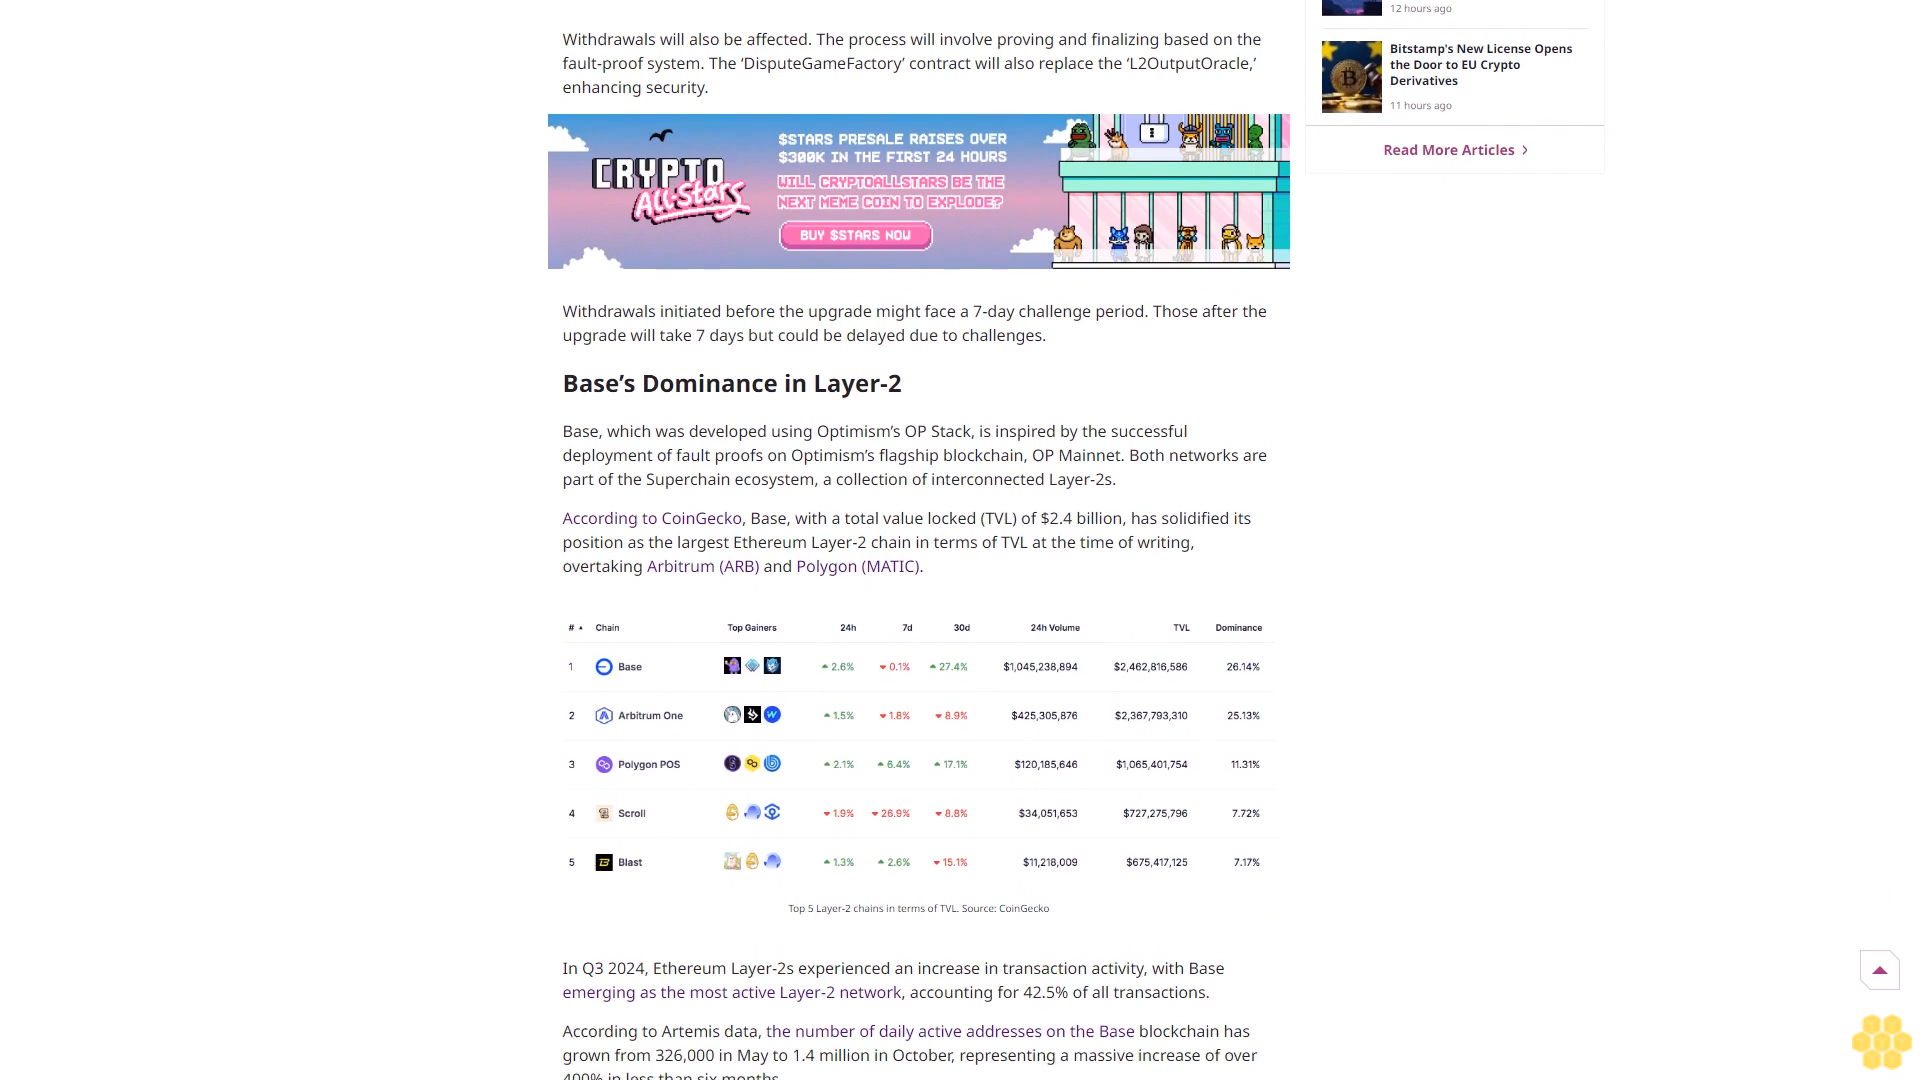 12 hours ago
Bitstamp's New License Opens
the Door to EU Crypto
Derivatives
11 hours ago
Read More Articles
Withdrawals will also be affected. The process will involve proving and finalizing based on the
fault-proof system. The ‘DisputeGameFactory’ contract will also replace the ‘L2OutputOracle,’
enhancing security.
CRYPTO
All-Stars
$STARS PRESALE RAISES OVER
$300K IN THE FIRST 24 HOURS
WILL CRYPTOALLSTARS BE THE
NEXT MEME COIN TO EXPLODE?
BUY $STARS NOW
Withdrawals initiated before the upgrade might face a 7-day challenge period. Those after the
upgrade will take 7 days but could be delayed due to challenges.
Base’s Dominance in Layer-2
Base, which was developed using Optimism’s OP Stack, is inspired by the successful
deployment of fault proofs on Optimism’s flagship blockchain, OP Mainnet. Both networks are
part of the Superchain ecosystem, a collection of interconnected Layer-2s.
According to CoinGecko, Base, with a total value locked (TVL) of $2.4 billion, has solidified its
position as the largest Ethereum Layer-2 chain in terms of TVL at the time of writing,
overtaking Arbitrum (ARB) and Polygon (MATIC).
# Chain Top Gainers 24h 7d 30d 24h Volume TVL Dominance
1 Base 2.6% 0.1% 27.4% $1,045,238,894 $2,462,816,586 26.14%
2 Arbitrum One 1.5% 1.8% 8.9% $425,305,876 $2,367,793,310 25.13%
3 Polygon POS 2.1% 6.4% 17.1% $120,185,646 $1,065,401,754 11.31%
4 Scroll 1.9% 26.9% 8.8% $34,051,653 $727,275,796 7.72%
5 Blast 1.3% 2.6% 15.1% $11,218,009 $675,417,125 7.17%
Top 5 Layer-2 chains in terms of TVL. Source: CoinGecko
In Q3 2024, Ethereum Layer-2s experienced an increase in transaction activity, with Base
emerging as the most active Layer-2 network, accounting for 42.5% of all transactions.
According to Artemis data, the number of daily active addresses on the Base blockchain has
grown from 326,000 in May to 1.4 million in October, representing a massive increase of over
400% in less than six months.